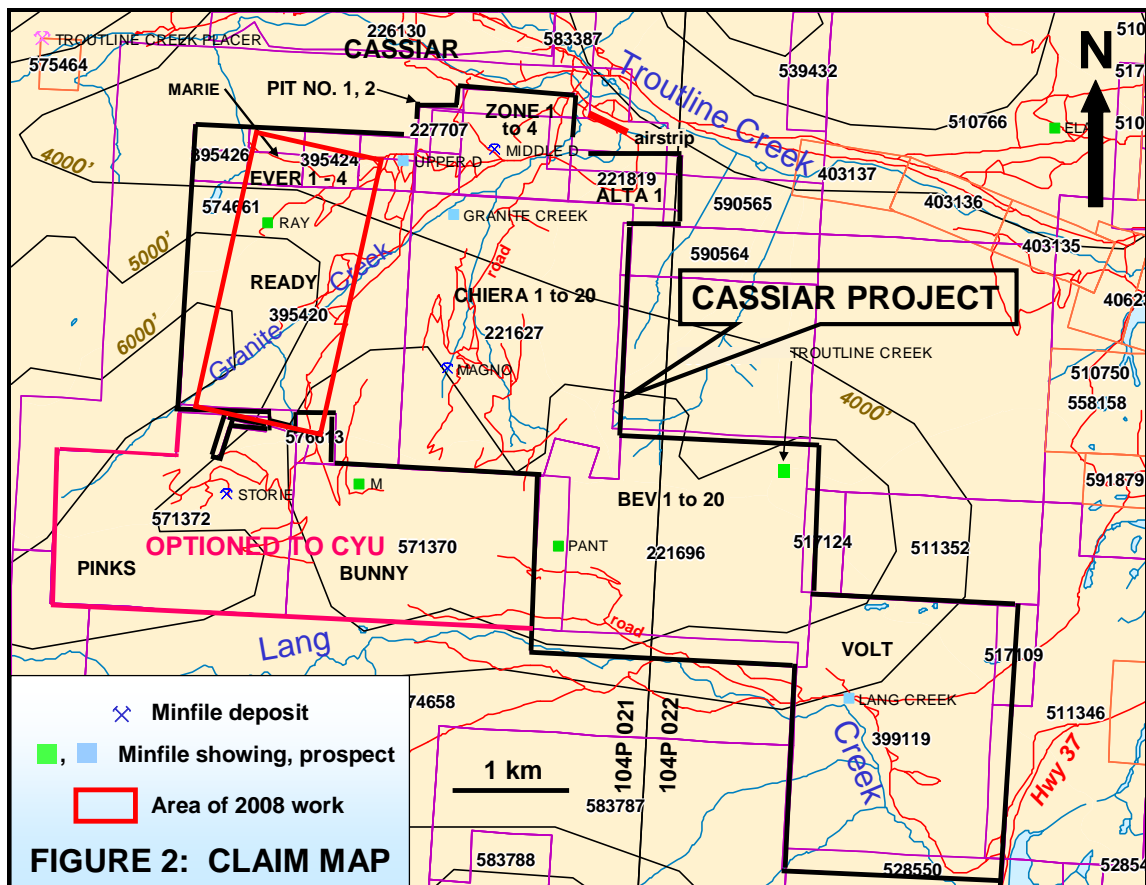 226130
583387
TROUTLINE CREEK PLACER
CASSIAR
575464
Troutline Creek
539432
510
517
N
MARIE
PIT NO. 1, 2
ZONE 1
to 4
510766
227707
airstrip
4000'
395426
395424
UPPER D
MIDDLE D
EVER 1 - 4
221819
ALTA 1
403137
403136
574661
RAY
GRANITE CREEK
590565
403135
5000'
590564
READY
road
CHIERA 1 to 20
CASSIAR PROJECT
395420
221627
6000'
Granite Creek
TROUTLINE CREEK
MAGNO
510750
4000'
558158
576613
M
STORIE
BEV 1 to 20
591879
571372
OPTIONED TO CYU
571370
PANT
221696
517124
511352
PINKS
BUNNY
road
Lang
VOLT
517109
LANG CREEK
511346
399119
Creek
Hwy 37
104P 021
104P 022
1 km
583787
583788
528550
Minfile deposit
, Minfile showing, prospect
Area of 2008 work
FIGURE 2: CLAIM MAP